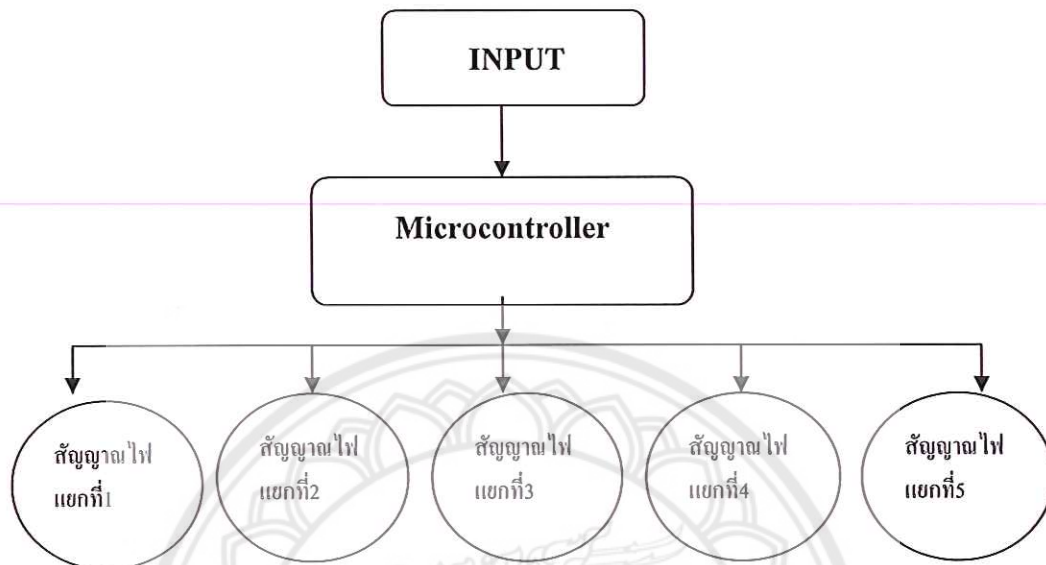 INPUT
Microcontroller
สัญญาณไฟ
แยกที่1
สัญญาณไฟ
แยกที่2
สัญญาณไฟ
แยกที่3
สัญญาณไฟ
แยกที่4
สัญญาณไฟ
แยกที่5